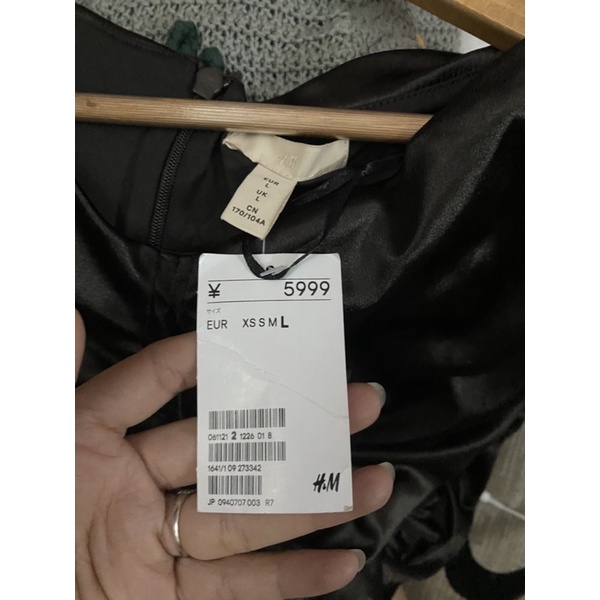 H&M
EUR
L
UK
L
CN
170/104A
¥ 5999
サイズ
EUR XS S M L
061121 2 1226 01 8
1641/1 09 273342
H&M
JP 0940707 003 R7